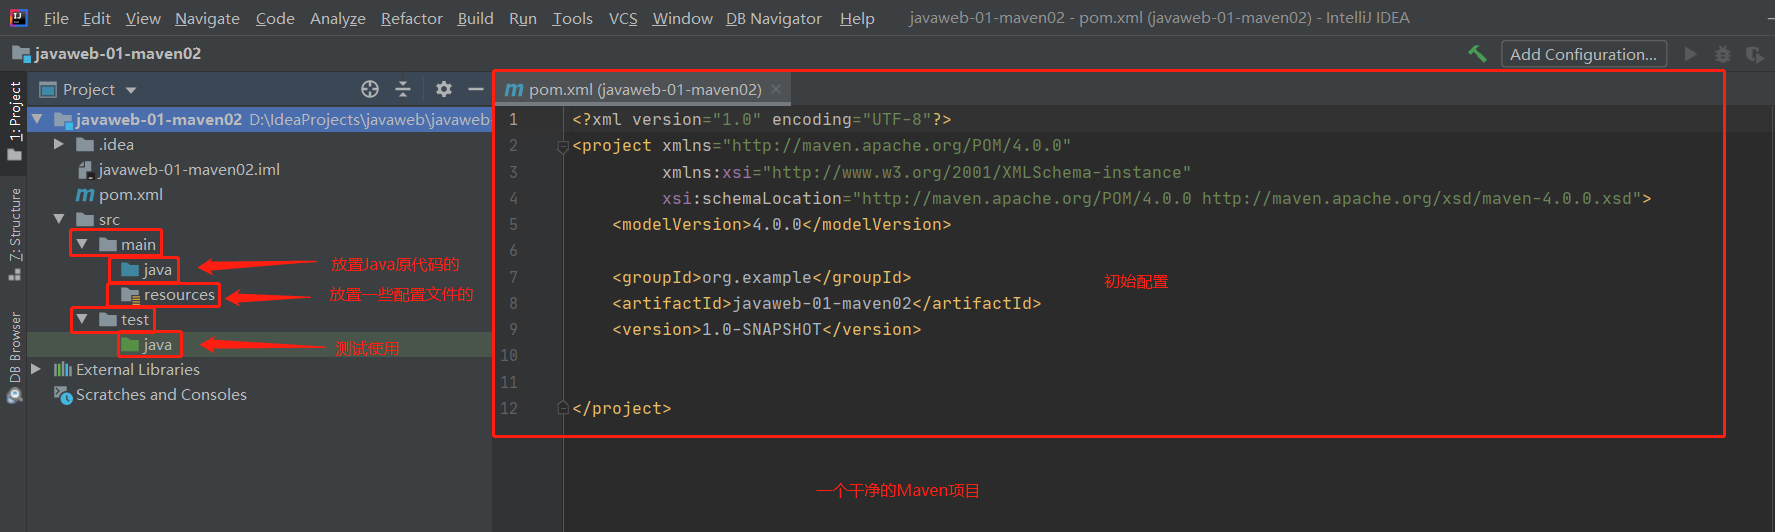 File Edit View Navigate Code Analyze Refactor Build Run Tools VCS Window DB Navigator Help javaweb-01-maven02 - pom.xml (javaweb-01-maven02) - IntelliJ IDEA
javaweb-01-maven02
Add Configuration...
1: Project
7: Structure
DB Browser
Project
javaweb-01-maven02 D:\IdeaProjects\javaweb\javaweb-
.idea
javaweb-01-maven02.iml
pom.xml
src
main
java
放置Java原代码的
resources
放置一些配置文件的
test
java
测试使用
External Libraries
Scratches and Consoles
pom.xml (javaweb-01-maven02)
1 <?xml version="1.0" encoding="UTF-8"?>
2 <project xmlns="http://maven.apache.org/POM/4.0.0"
3 xmlns:xsi="http://www.w3.org/2001/XMLSchema-instance"
4 xsi:schemaLocation="http://maven.apache.org/POM/4.0.0 http://maven.apache.org/xsd/maven-4.0.0.xsd">
5 <modelVersion>4.0.0</modelVersion>
6
7 <groupId>org.example</groupId>
8 <artifactId>javaweb-01-maven02</artifactId>
9 <version>1.0-SNAPSHOT</version>
10
11
12 </project>
初始配置
一个干净的Maven项目